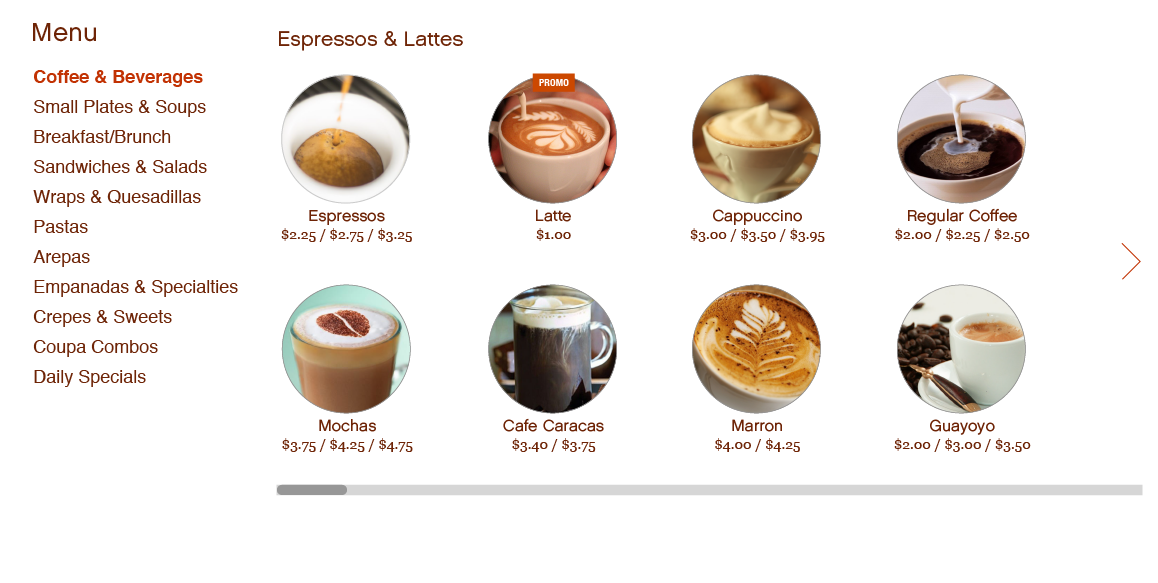 Menu
Coffee & Beverages
Small Plates & Soups
Breakfast/Brunch
Sandwiches & Salads
Wraps & Quesadillas
Pastas
Arepas
Empanadas & Specialties
Crepes & Sweets
Coupa Combos
Daily Specials
Espressos & Lattes
PROMO
Espressos
$2.25 / $2.75 / $3.25
Latte
$1.00
Cappuccino
$3.00 / $3.50 / $3.95
Regular Coffee
$2.00 / $2.25 / $2.50
Mochas
$3.75 / $4.25 / $4.75
Cafe Caracas
$3.40 / $3.75
Marron
$4.00 / $4.25
Guayoyo
$2.00 / $3.00 / $3.50